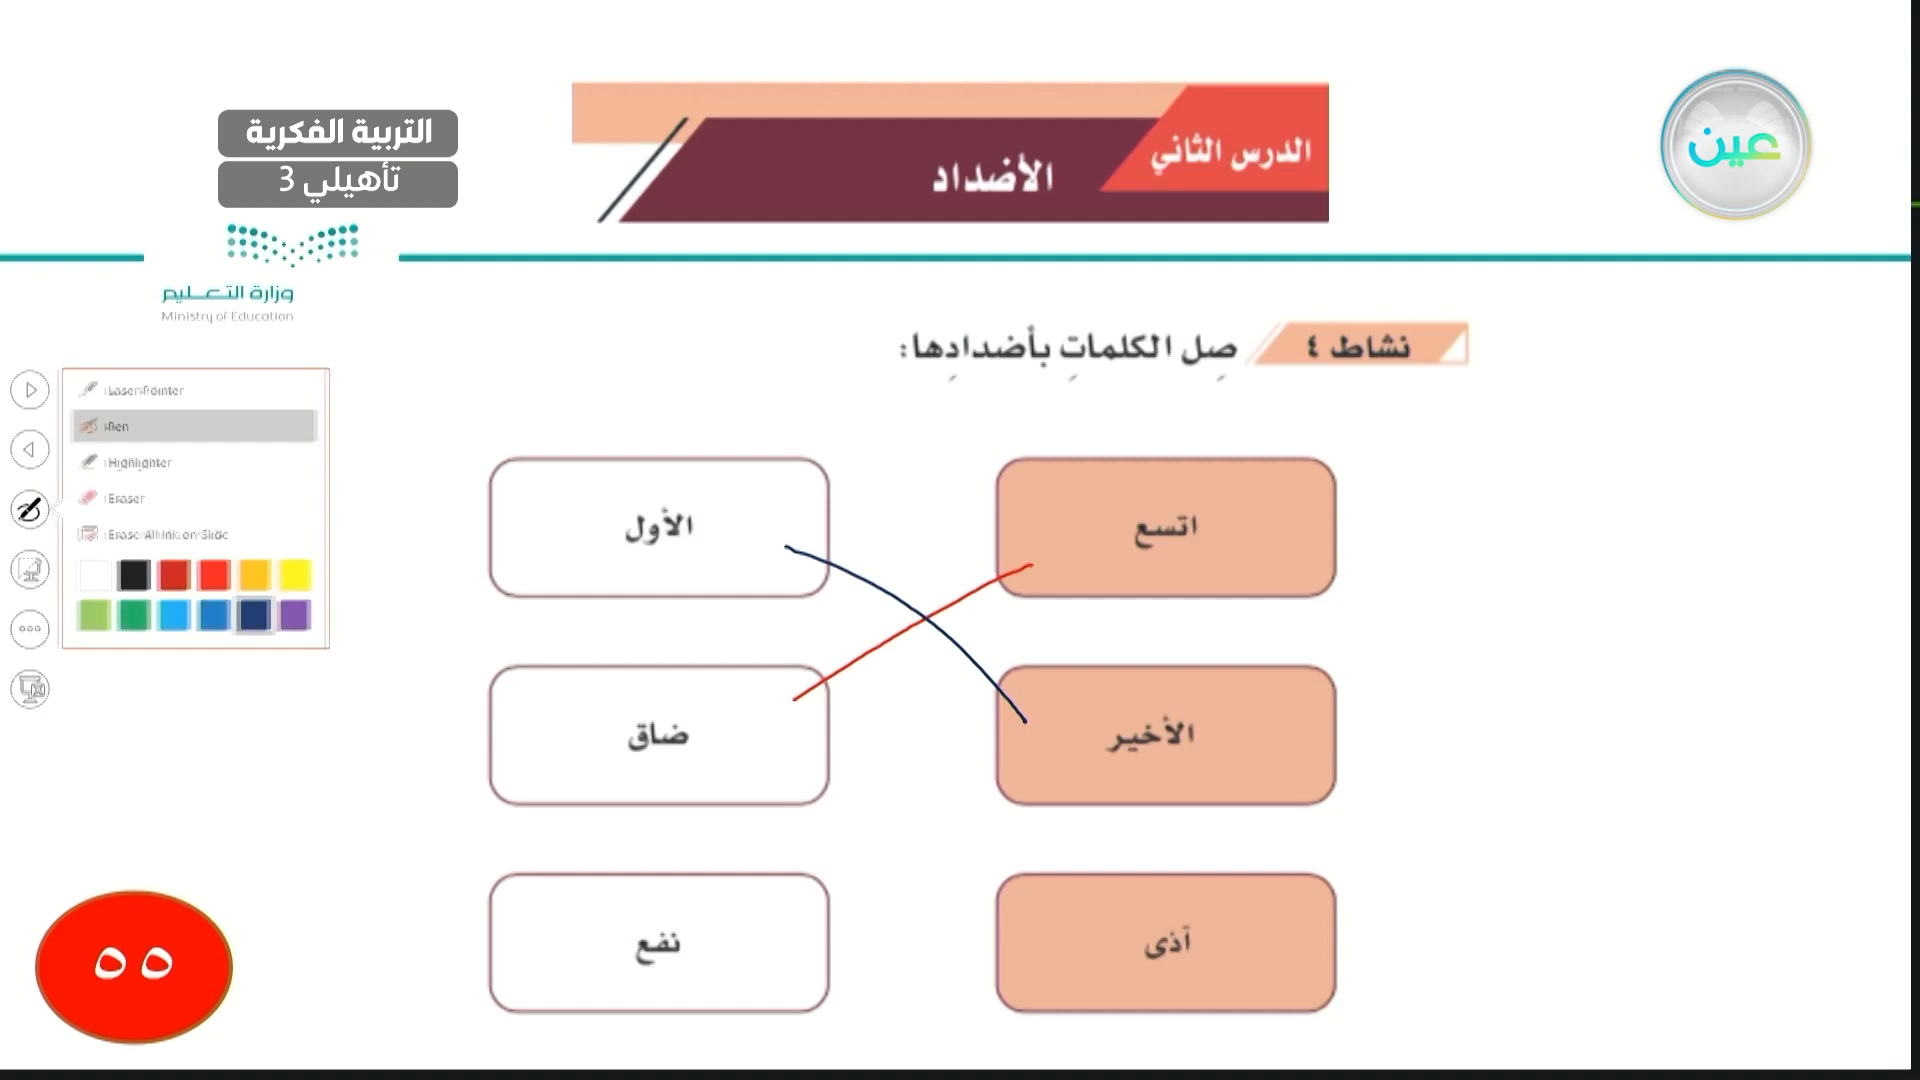 التربية الفكرية
تأهيلي 3
الدرس الثاني
الأضداد
عين
وزارة التعليم
Ministry of Education
نشاط ٤
صِل الكلماتِ بأضدادِها:
Laser Pointer
Pen
Highlighter
Eraser
Erase All Ink on Slide
اتسع
الأول
الأخير
ضاق
آذى
نفع
٥٥